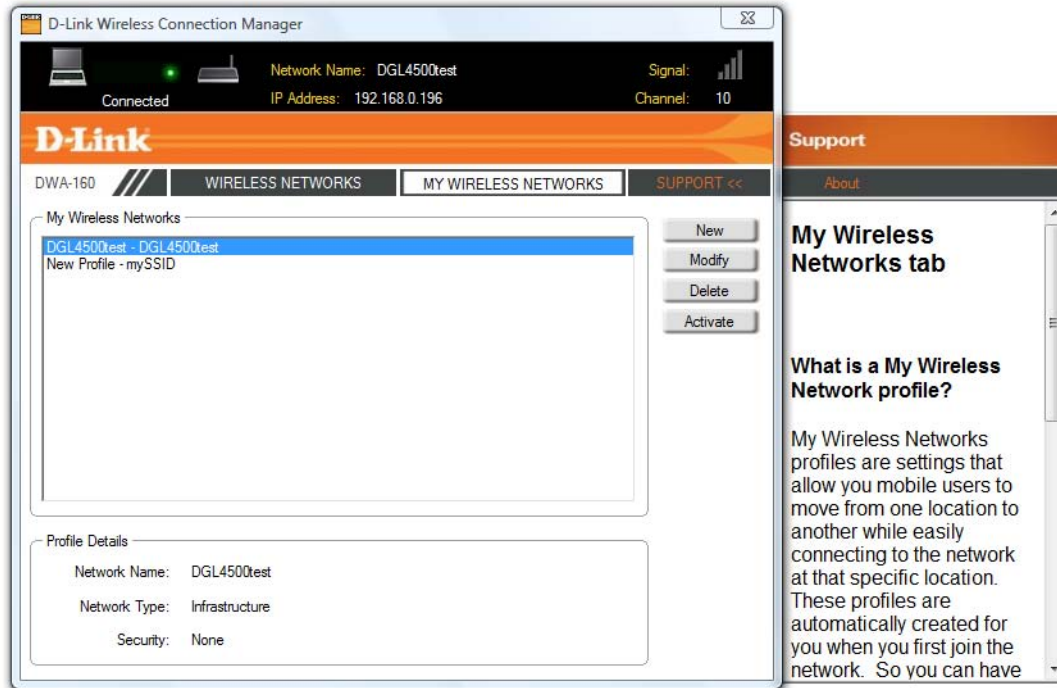 D-Link Wireless Connection Manager
Network Name: DGL4500test
Signal:
Connected
IP Address: 192.168.0.196
Channel: 10
D-Link
DWA-160
WIRELESS NETWORKS
MY WIRELESS NETWORKS
SUPPORT <<
My Wireless Networks
DGL4500test - DGL4500test
New Profile - mySSID
New
Modify
Delete
Activate
Profile Details
Network Name: DGL4500test
Network Type: Infrastructure
Security: None
Support
About
My Wireless
Networks tab
What is a My Wireless
Network profile?
My Wireless Networks
profiles are settings that
allow you mobile users to
move from one location to
another while easily
connecting to the network
at that specific location.
These profiles are
automatically created for
you when you first join the
network. So you can have